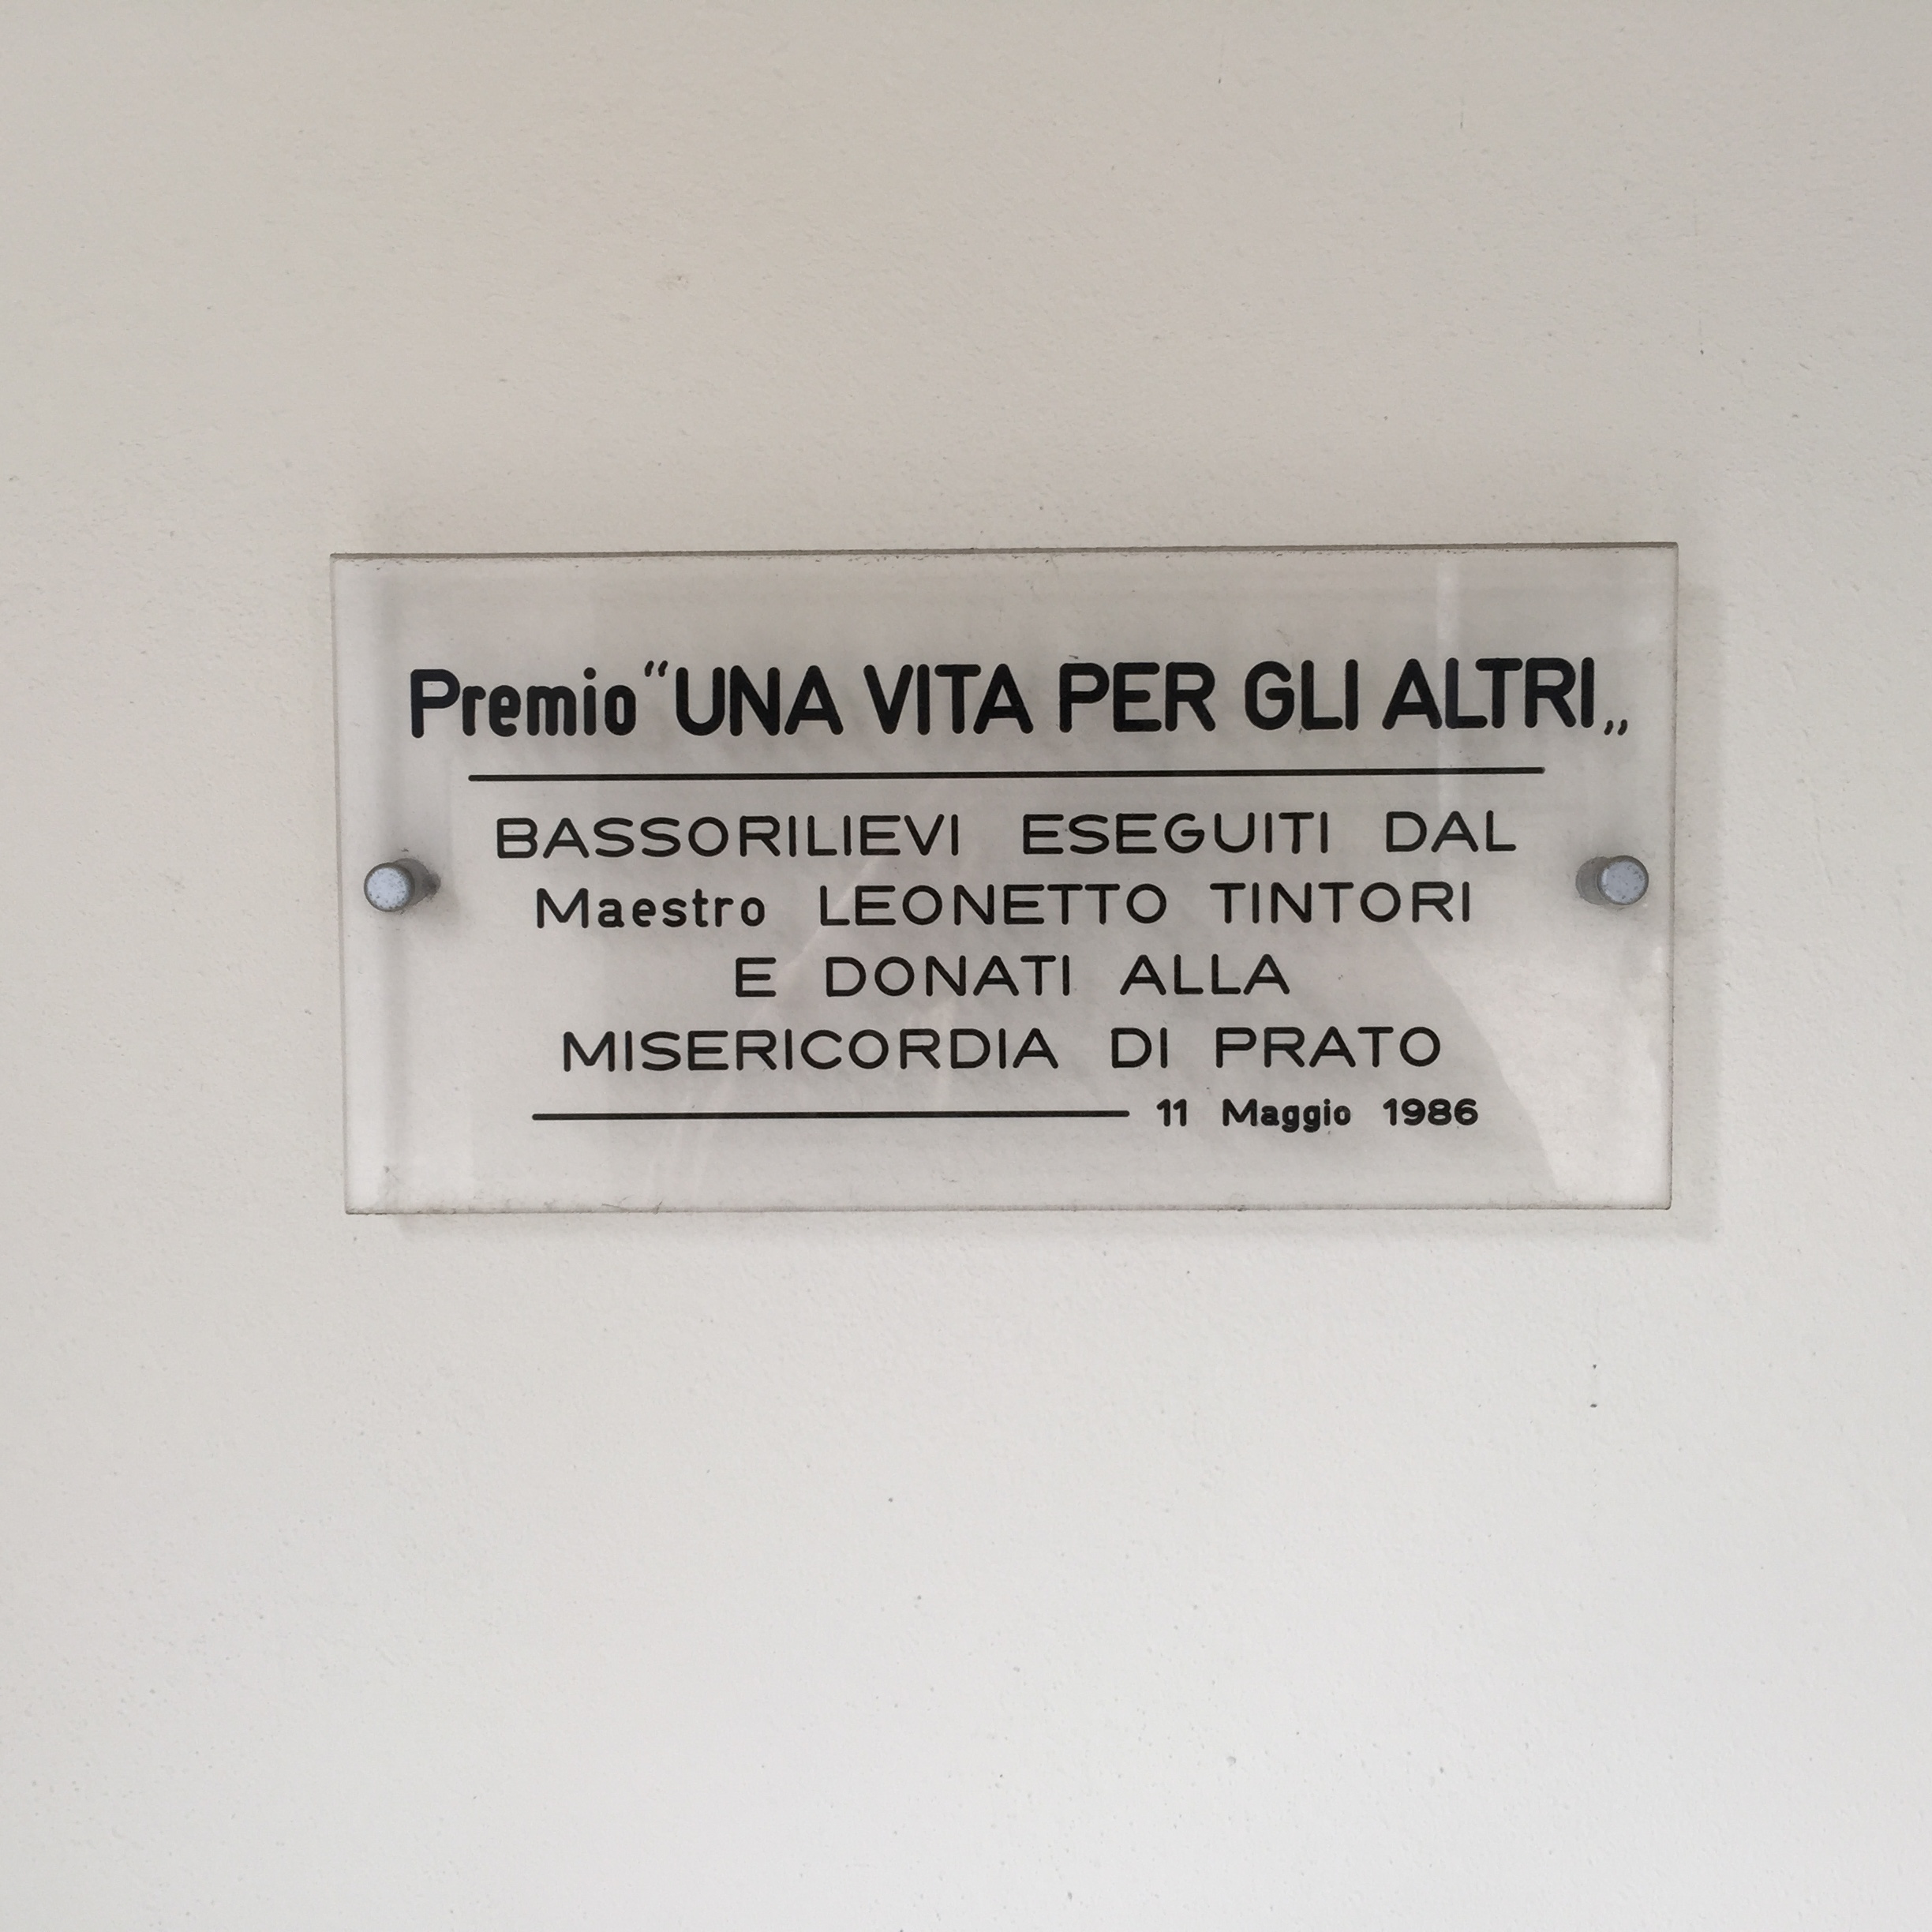 Premio “UNA VITA PER GLI ALTRI„
BASSORILIEVI ESEGUITI DAL
Maestro LEONETTO TINTORI
E DONATI ALLA
MISERICORDIA DI PRATO
11 Maggio 1986